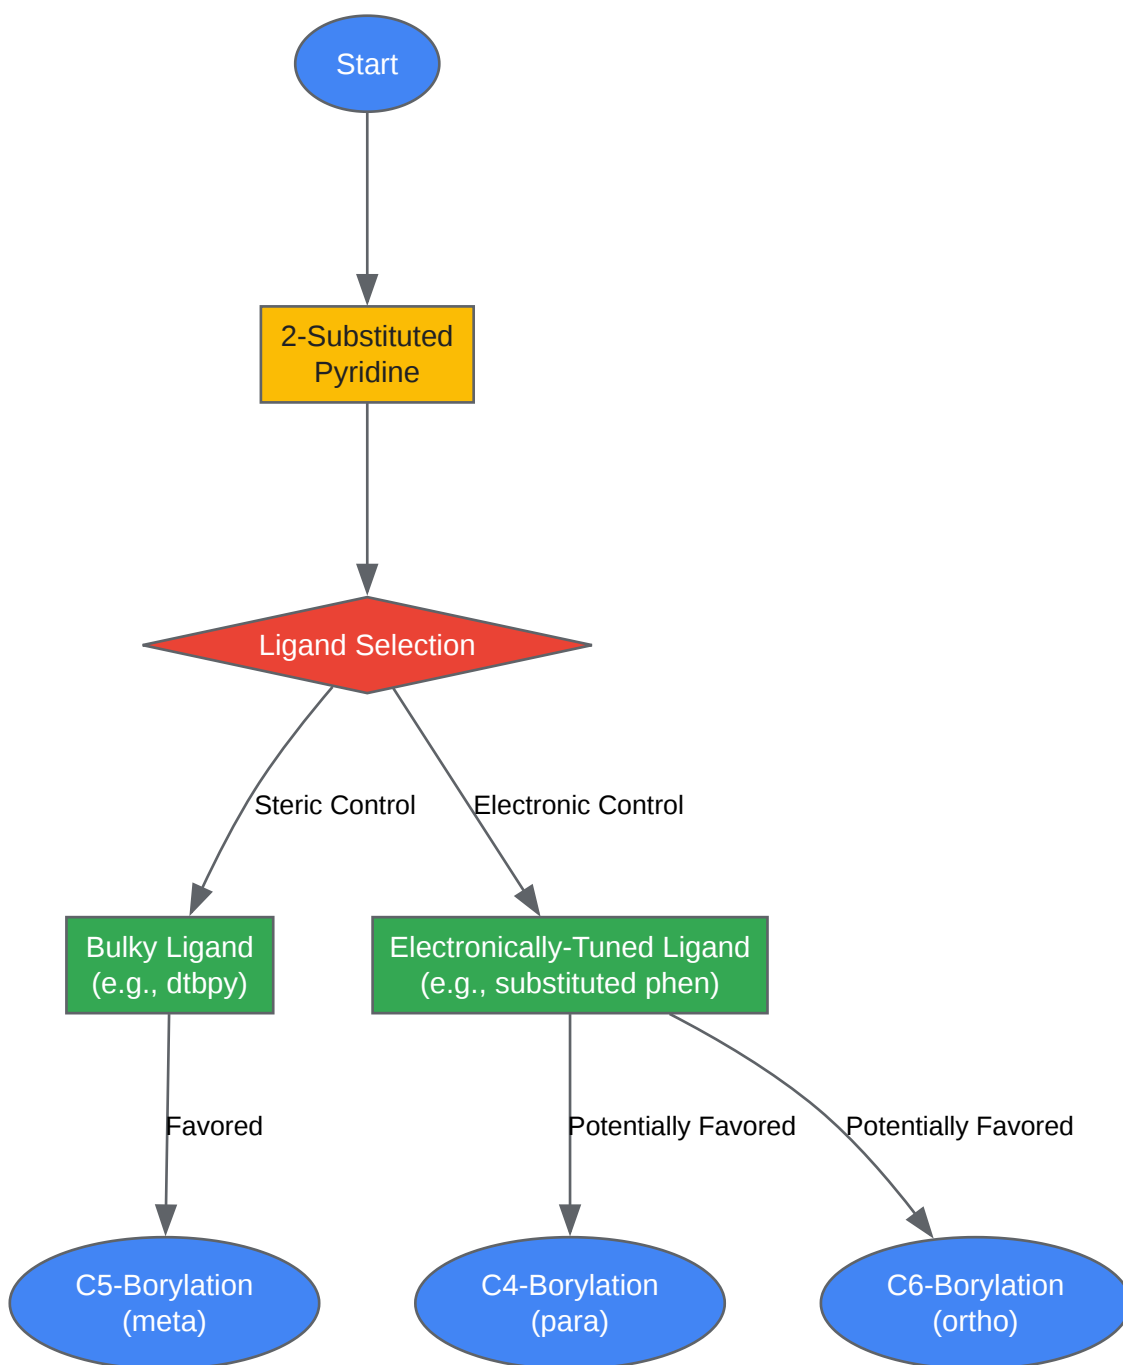 Start
2-Substituted
Pyridine
Ligand Selection
Steric Control
Electronic Control
Bulky Ligand
(e.g., dtbpy)
Electronically-Tuned Ligand
(e.g., substituted phen)
Favored
Potentially Favored
Potentially Favored
C5-Borylation
(meta)
C4-Borylation
(para)
C6-Borylation
(ortho)